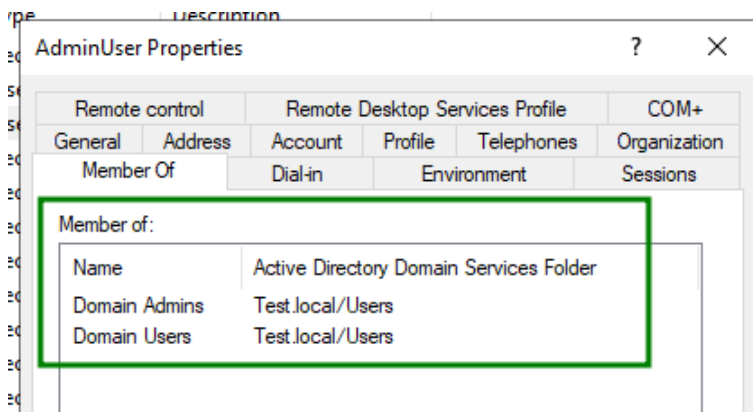 Description
AdminUser Properties ? ×
Remote control Remote Desktop Services Profile COM+
General Address Account Profile Telephones Organization
Member Of Dial-in Environment Sessions
Member of:
Name Active Directory Domain Services Folder
Domain Admins Test.local/Users
Domain Users Test.local/Users